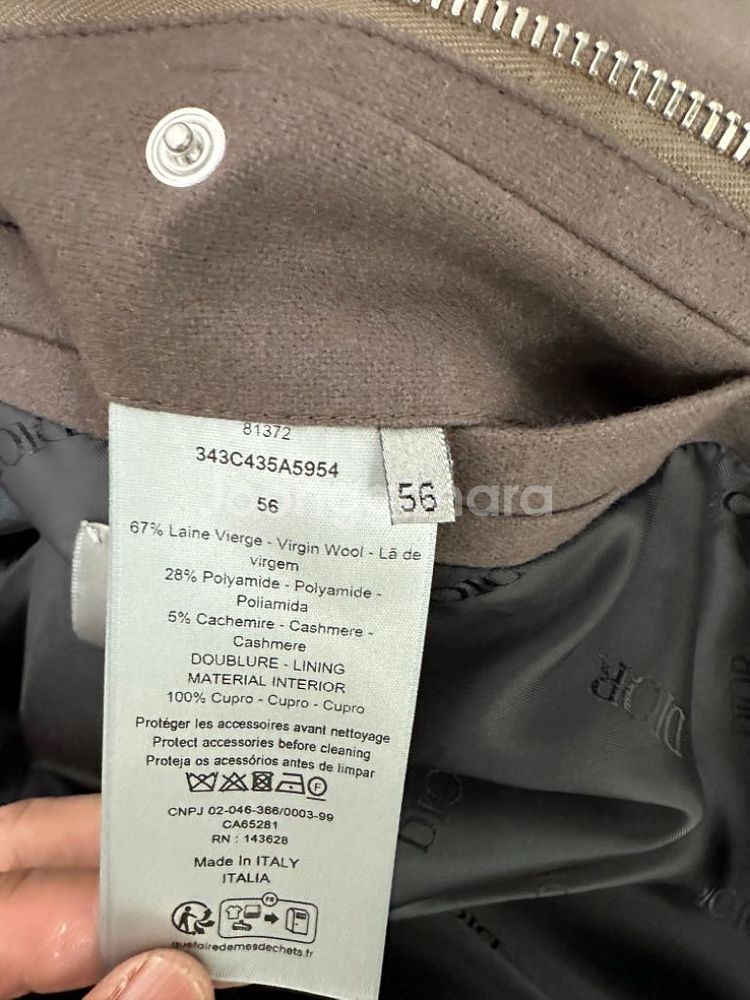 81372
343C435A5954
56
56
67% Laine Vierge - Virgin Wool - Lã de
virgem
28% Polyamide - Polyamide -
Poliamida
5% Cachemire - Cashmere -
Cashmere
DOUBLURE - LINING
MATERIAL INTERIOR
100% Cupro - Cupro - Cupro
Protéger les accessoires avant nettoyage
Protect accessories before cleaning
Proteja os acessórios antes de limpar
CNPJ 02-046-366/0003-99
CA65281
RN : 143628
Made In ITALY
ITALIA
FR
quefairedemesdechets.fr
DIOR
DIOR